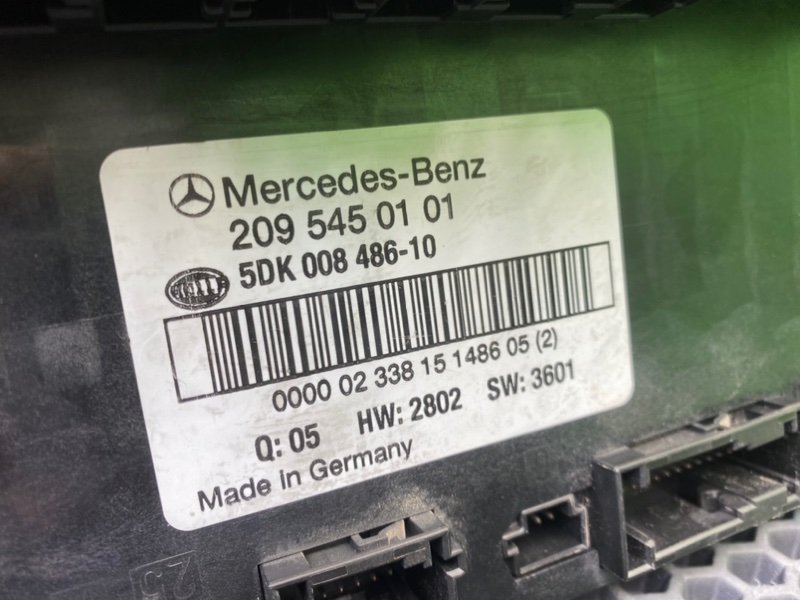 Mercedes-Benz
209 545 01 01
5DK 008 486-10
0000 02 338 15 1486 05 (2)
Q: 05 HW: 2802 SW: 3601
Made in Germany
25